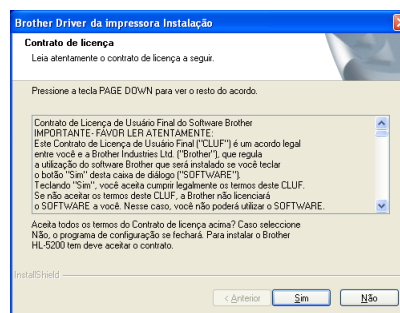 Brother Driver da impressora Instalação
Contrato de licença
Leia atentamente o contrato de licença a seguir.
Pressione a tecla PAGE DOWN para ver o resto do acordo.
Contrato de Licença de Usuário Final do Software Brother
IMPORTANTE- FAVOR LER ATENTAMENTE:
Este Contrato de Licença de Usuário Final ("CLUF") é um acordo legal
entre você e a Brother Industries Ltd. ("Brother"), que regula
a utilização do software Brother que será instalado se você teclar
o botão "Sim" desta caixa de diálogo ("SOFTWARE").
Teclando "Sim", você aceita cumprir legalmente os termos deste CLUF.
Se não aceitar os termos deste CLUF, a Brother não licenciará
o SOFTWARE a você. Nesse caso, você não poderá utilizar o SOFTWARE.
Aceita todos os termos do Contrato de licença acima? Caso seleccione
Não, o programa de configuração se fechará. Para instalar o Brother
HL-5200 tem deve aceitar o contrato.
InstallShield
< Anterior Sim Não